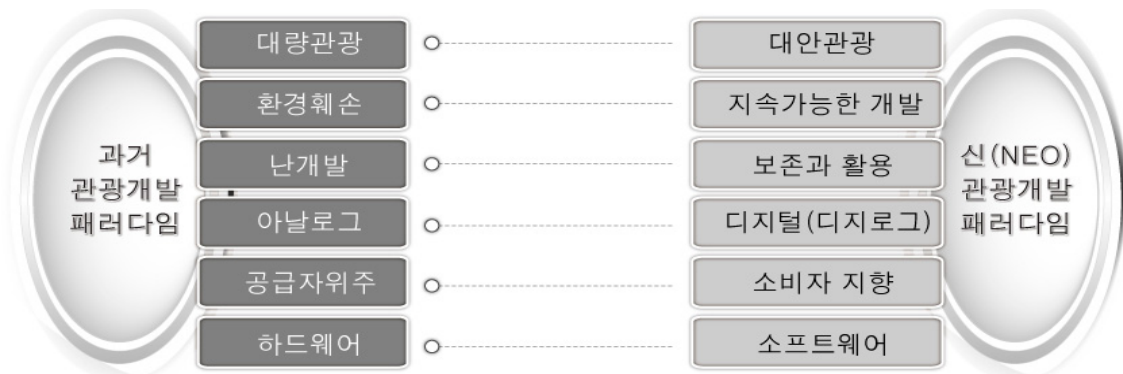 과거
관광개발
패러다임
대량관광
대안관광
환경훼손
지속가능한 개발
난개발
보존과 활용
아날로그
디지털(디지로그)
공급자위주
소비자 지향
하드웨어
소프트웨어
신(NEO)
관광개발
패러다임